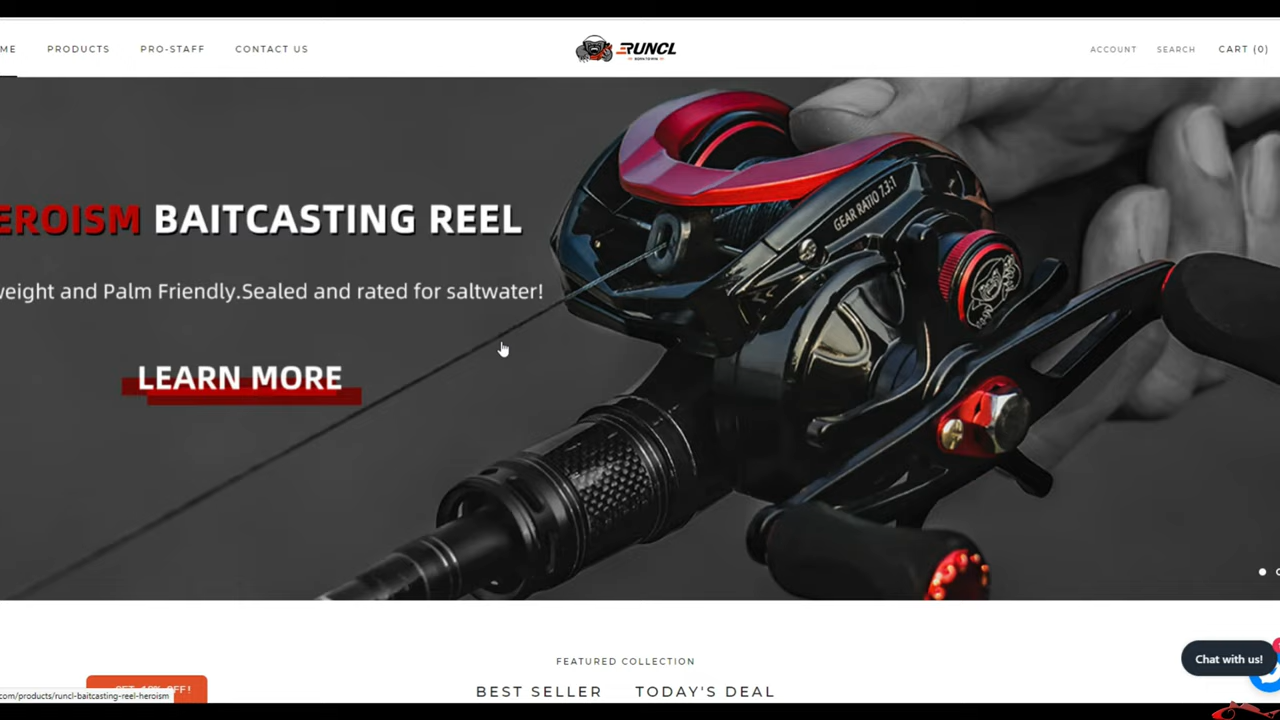 ME
PRODUCTS
PRO-STAFF
CONTACT US
RUNCL
ACCOUNT
SEARCH
CART (0)
EROISM BAITCASTING REEL
weight and Palm Friendly.Sealed and rated for saltwater!
LEARN MORE
GEAR RATIO 7.3:1
FEATURED COLLECTION
BEST SELLER
TODAY'S DEAL
Chat with us!
com/products/runcl-baitcasting-reel-heroism